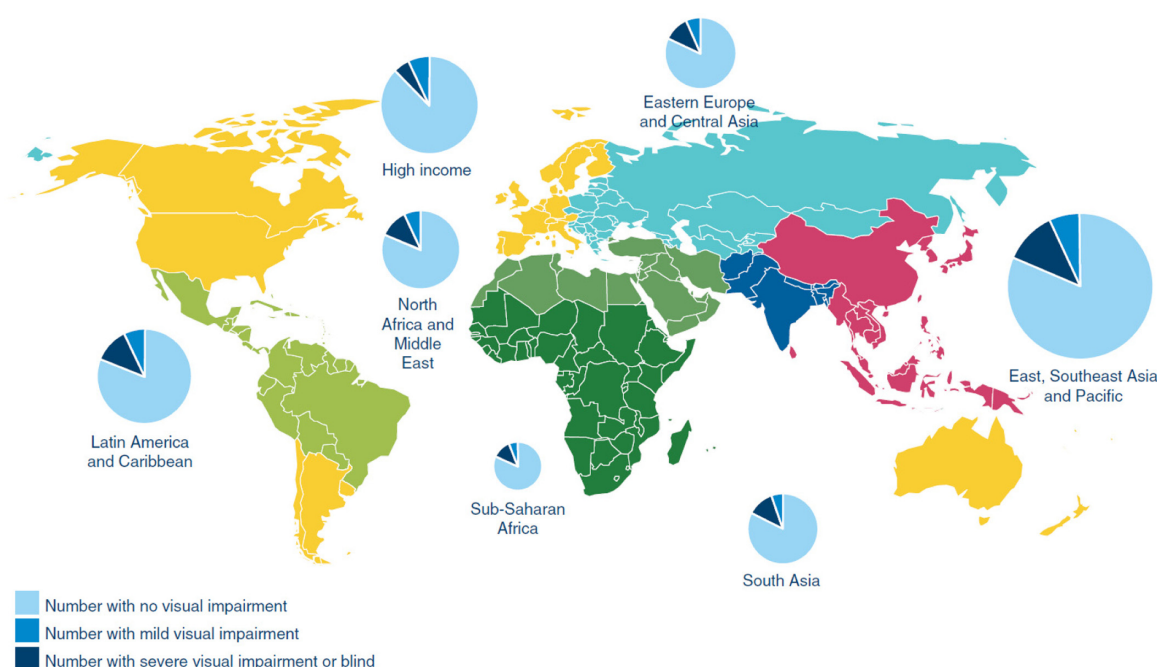 Eastern Europe
and Central Asia
High income
North
Africa and
Middle
East
East, Southeast Asia
and Pacific
Latin America
and Caribbean
Sub-Saharan
Africa
South Asia
Number with no visual impairment
Number with mild visual impairment
Number with severe visual impairment or blind